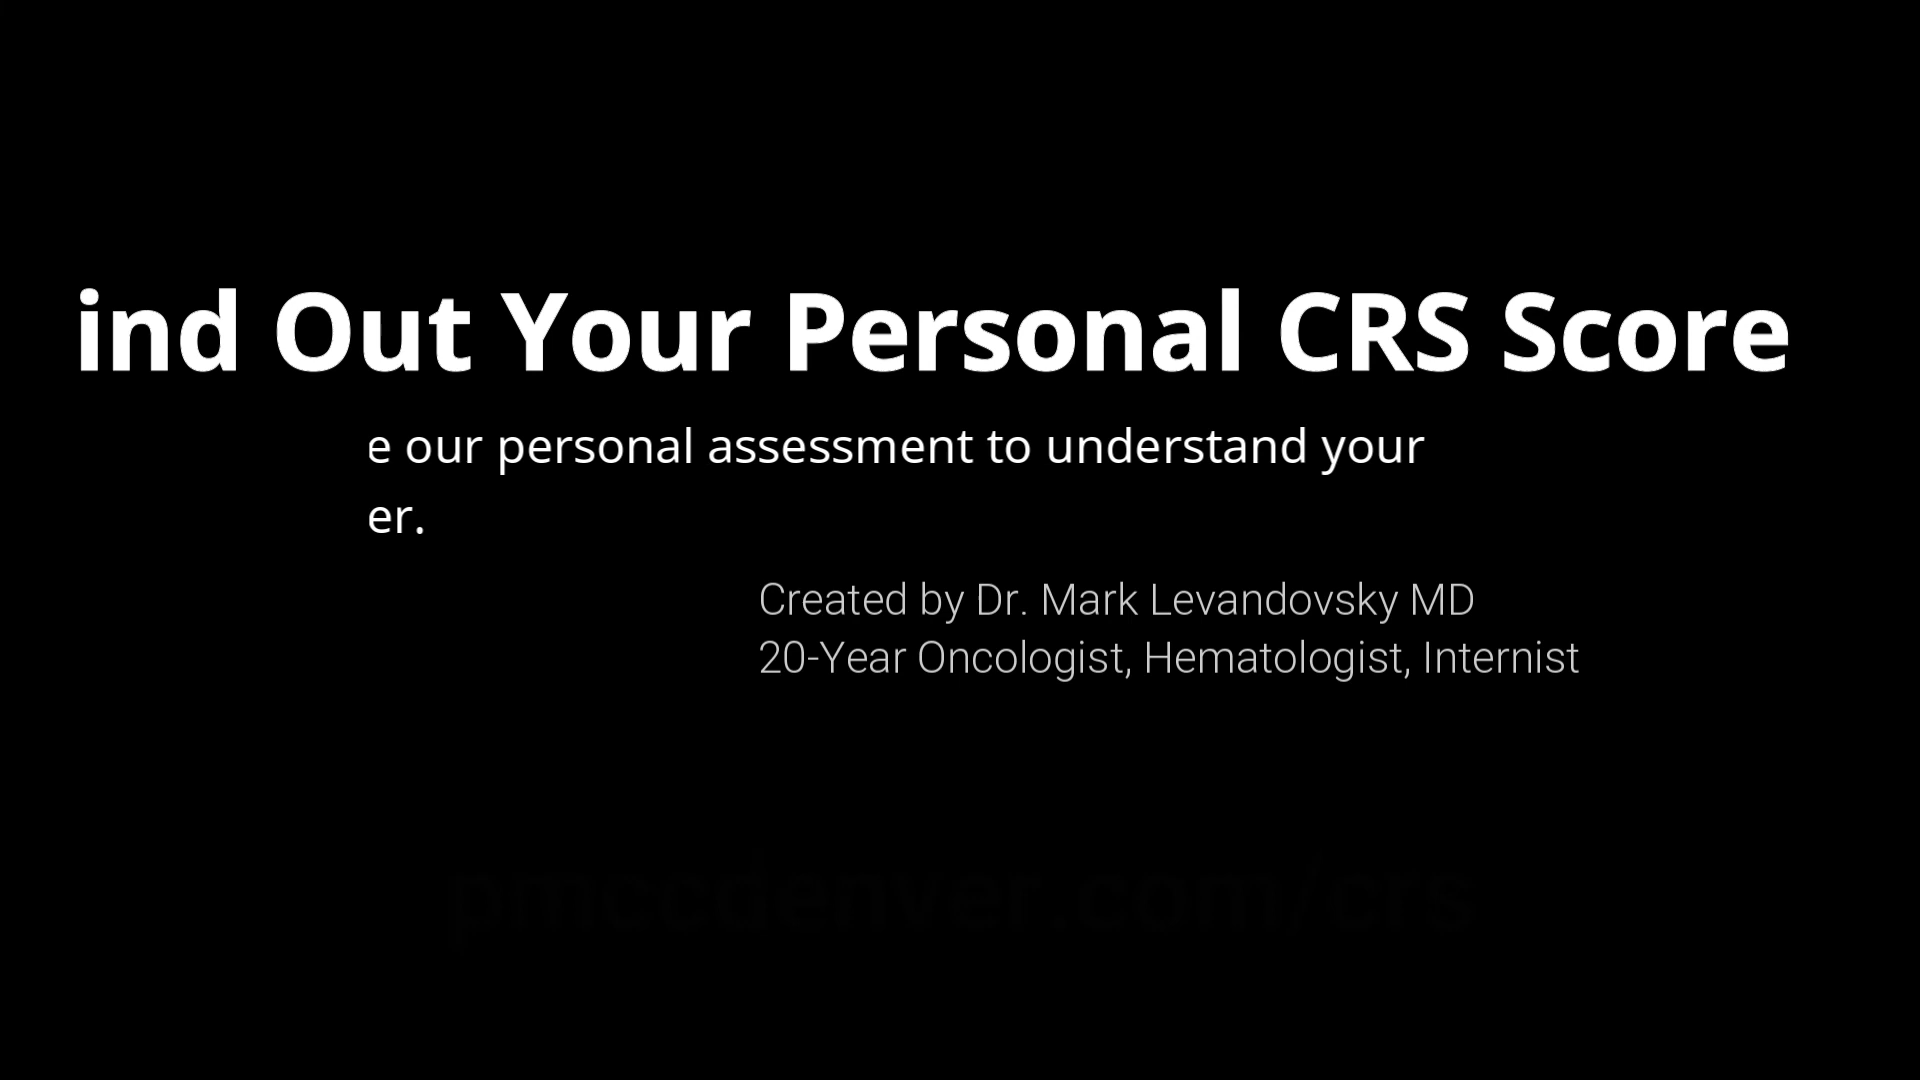 ind Out Your Personal CRS Score
e our personal assessment to understand your
er.
Created by Dr. Mark Levandovsky MD
20-Year Oncologist, Hematologist, Internist
pmccdenver.com/crs